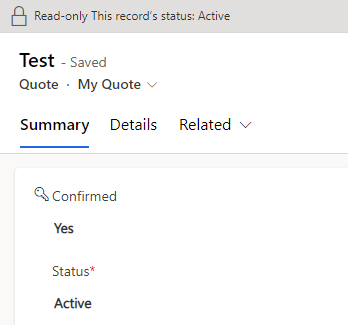 Read-only This record's status: Active
Test - Saved
Quote · My Quote
Summary Details Related
Confirmed
Yes
Status*
Active